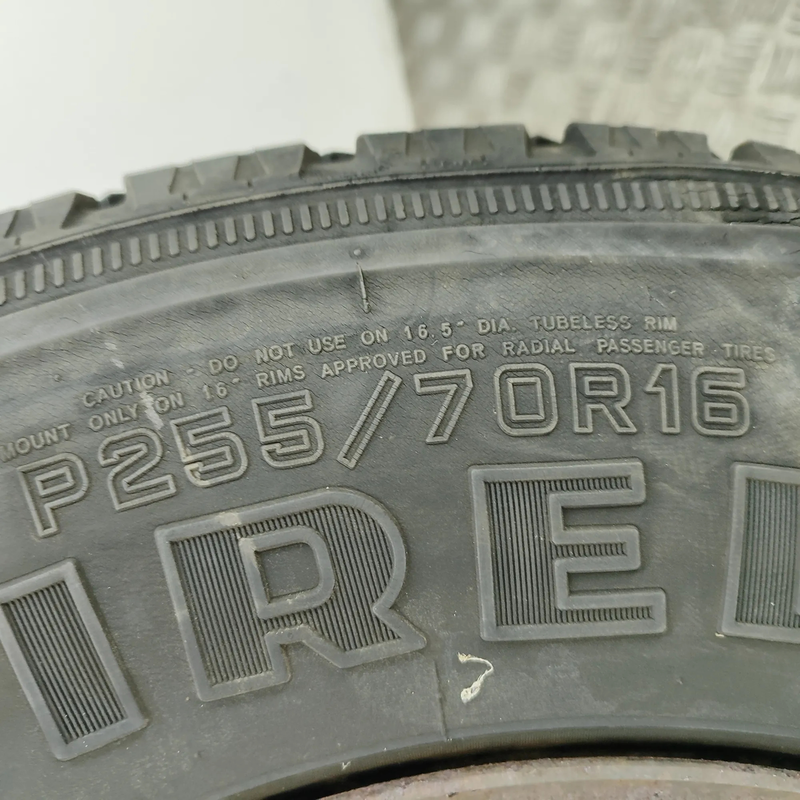 CAUTION - DO NOT USE ON 16.5" DIA. TUBELESS RIM
MOUNT ONLY ON 16" RIMS APPROVED FOR RADIAL PASSENGER TIRES
P255/70R16
IREL